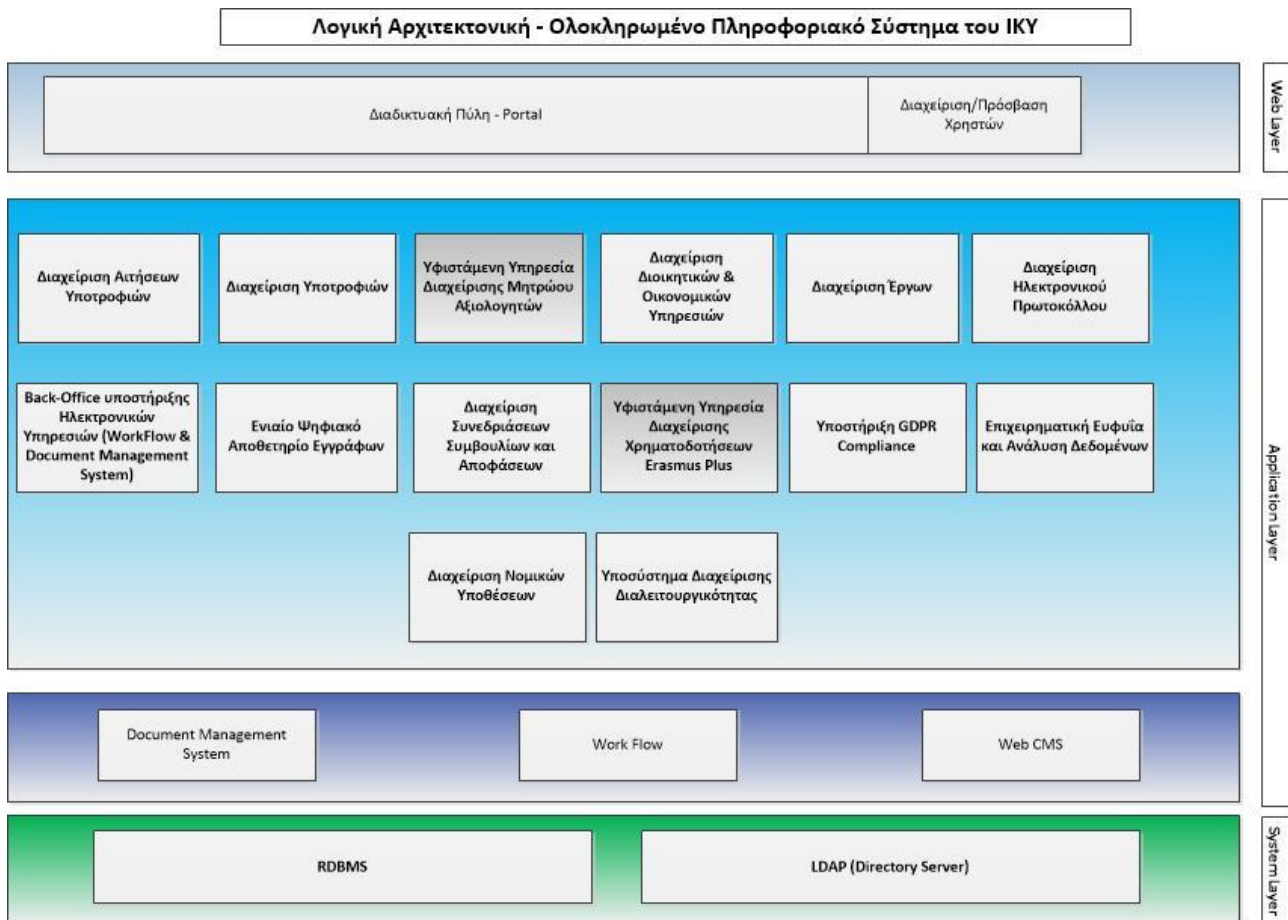 Λογική Αρχιτεκτονική - Ολοκληρωμένο Πληροφοριακό Σύστημα του ΙΚΥ
Διαδικτυακή Πύλη - Portal
Διαχείριση/Πρόσβαση
Χρηστών
Web Layer
Διαχείριση Αιτήσεων
Υποτροφιών
Διαχείριση Υποτροφιών
Υφιστάμενη Υπηρεσία
Διαχείρισης Μητρώου
Αξιολογητών
Διαχείριση
Διοικητικών &
Οικονομικών
Υπηρεσιών
Διαχείριση Έργων
Διαχείριση
Ηλεκτρονικού
Πρωτοκόλλου
Back-Office υποστήριξης
Ηλεκτρονικών
Υπηρεσιών (WorkFlow &
Document Management
System)
Ενιαίο Ψηφιακό
Αποθετήριο Εγγράφων
Διαχείριση
Συνεδριάσεων
Συμβουλίων και
Αποφάσεων
Υφιστάμενη Υπηρεσία
Διαχείρισης
Χρηματοδοτήσεων
Erasmus Plus
Υποστήριξη GDPR
Compliance
Επιχειρηματική Ευφυΐα
και Ανάλυση Δεδομένων
Διαχείριση Νομικών
Υποθέσεων
Υποσύστημα Διαχείρισης
Διαλειτουργικότητας
Application Layer
Document Management
System
Work Flow
Web CMS
RDBMS
LDAP (Directory Server)
System Layer